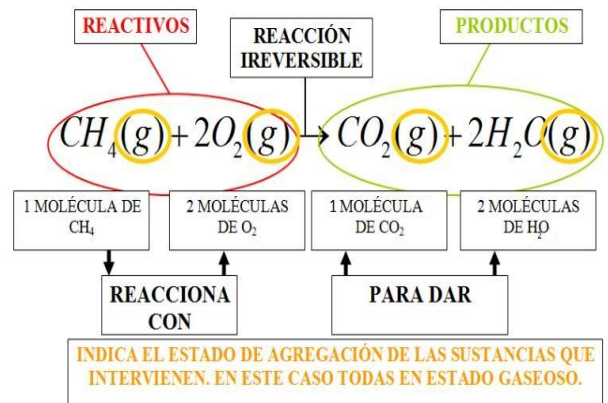 REACTIVOS
REACCIÓN
IREVERSIBLE
PRODUCTOS
CH₄(g)+2O₂(g)→CO₂(g)+2H₂O(g)
1 MOLÉCULA DE
CH₄
2 MOLÉCULAS
DE O₂
1 MOLÉCULA
DE CO₂
2 MOLÉCULAS
DE H₂O
REACCIONA
CON
PARA DAR
INDICA EL ESTADO DE AGREGACIÓN DE LAS SUSTANCIAS QUE
INTERVIENEN. EN ESTE CASO TODAS EN ESTADO GASEOSO.